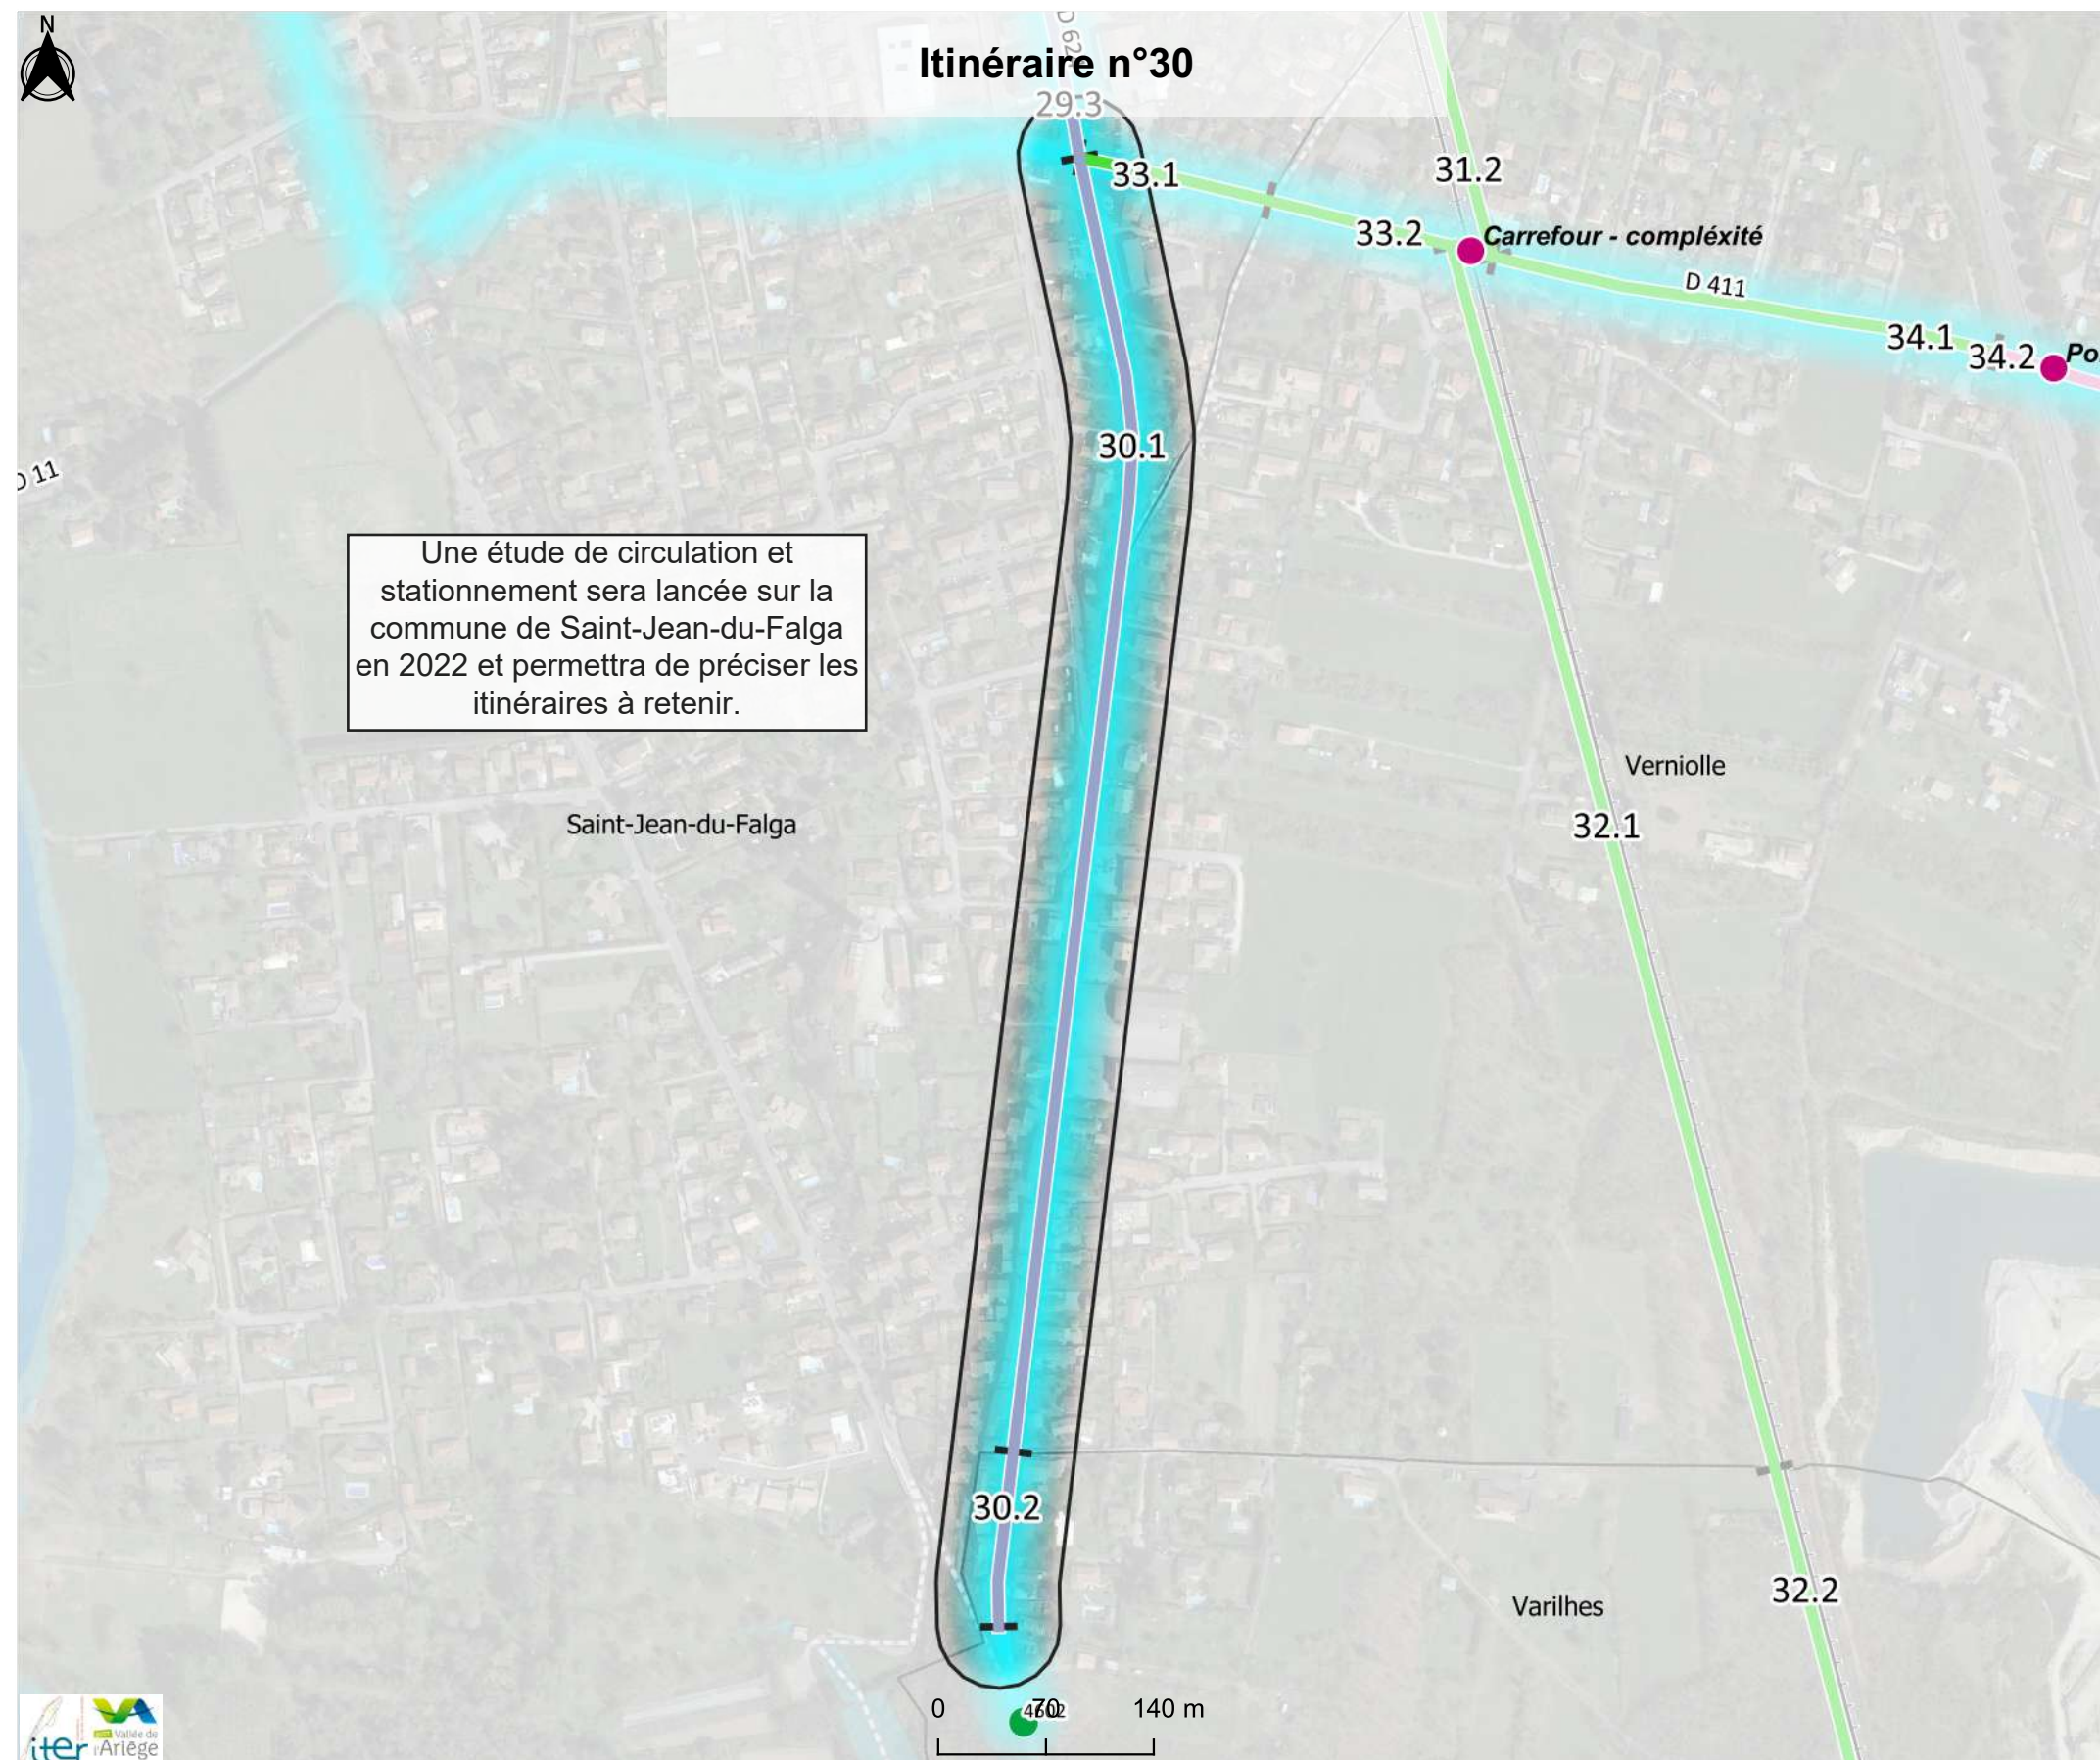 N
Itinéraire n°30
29.3
33.1
31.2
33.2
Carrefour - compléxité
D 411
34.1
34.2
Po
30.1
D 11
Une étude de circulation et
stationnement sera lancée sur la
commune de Saint-Jean-du-Falga
en 2022 et permettra de préciser les
itinéraires à retenir.
Verniolle
Saint-Jean-du-Falga
32.1
30.2
Varilhes
32.2
0 70 140 m
iter
Vallée de
l'Ariège